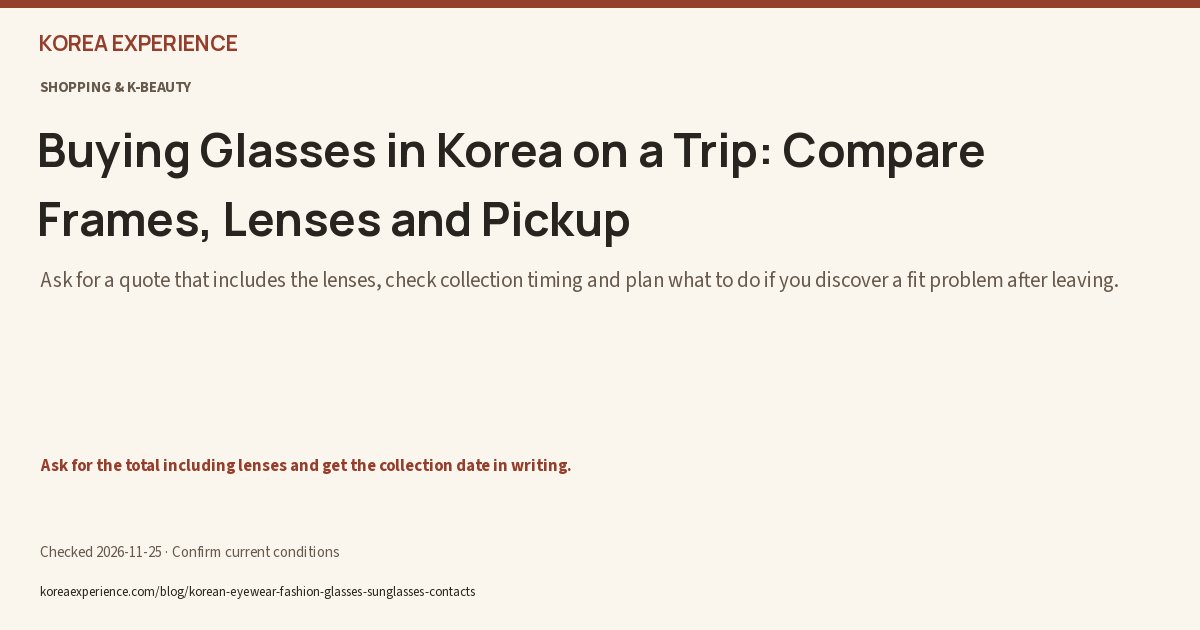 KOREA EXPERIENCE
SHOPPING & K-BEAUTY
Buying Glasses in Korea on a Trip: Compare
Frames, Lenses and Pickup
Ask for a quote that includes the lenses, check collection timing and plan what to do if you discover a fit problem after leaving.
Ask for the total including lenses and get the collection date in writing.
Checked 2026-11-25 · Confirm current conditions
koreaexperience.com/blog/korean-eyewear-fashion-glasses-sunglasses-contacts